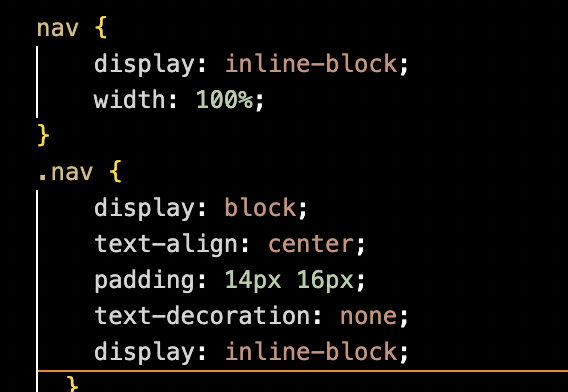 nav {
    display: inline-block;
    width: 100%;
}
.nav {
    display: block;
    text-align: center;
    padding: 14px 16px;
    text-decoration: none;
    display: inline-block;
  }